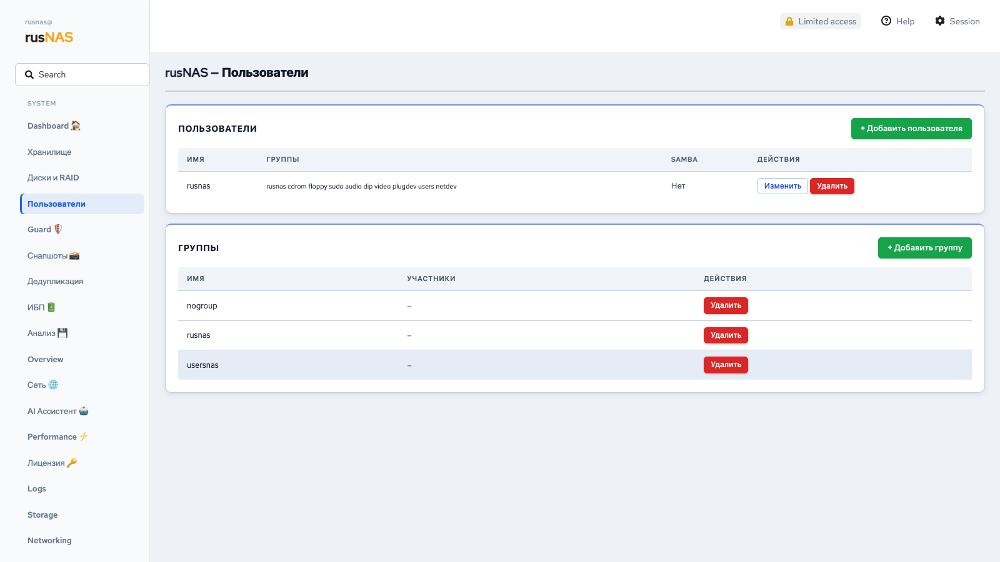 rusnas@
rusNAS
Search
SYSTEM
Dashboard 🏠
Хранилище
Диски и RAID
Пользователи
Guard 🛡️
Снапшоты 📸
Дедупликация
ИБП 🔋
Анализ 💾
Overview
Сеть 🌐
AI Ассистент 🤖
Performance ⚡
Лицензия 🔑
Logs
Storage
Networking
Limited access
Help
Session
rusNAS — Пользователи
ПОЛЬЗОВАТЕЛИ
+ Добавить пользователя
ИМЯ ГРУППЫ SAMBA ДЕЙСТВИЯ
rusnas rusnas cdrom floppy sudo audio dip video plugdev users netdev Нет Изменить Удалить
ГРУППЫ
+ Добавить группу
ИМЯ УЧАСТНИКИ ДЕЙСТВИЯ
nogroup – Удалить
rusnas – Удалить
usersnas – Удалить